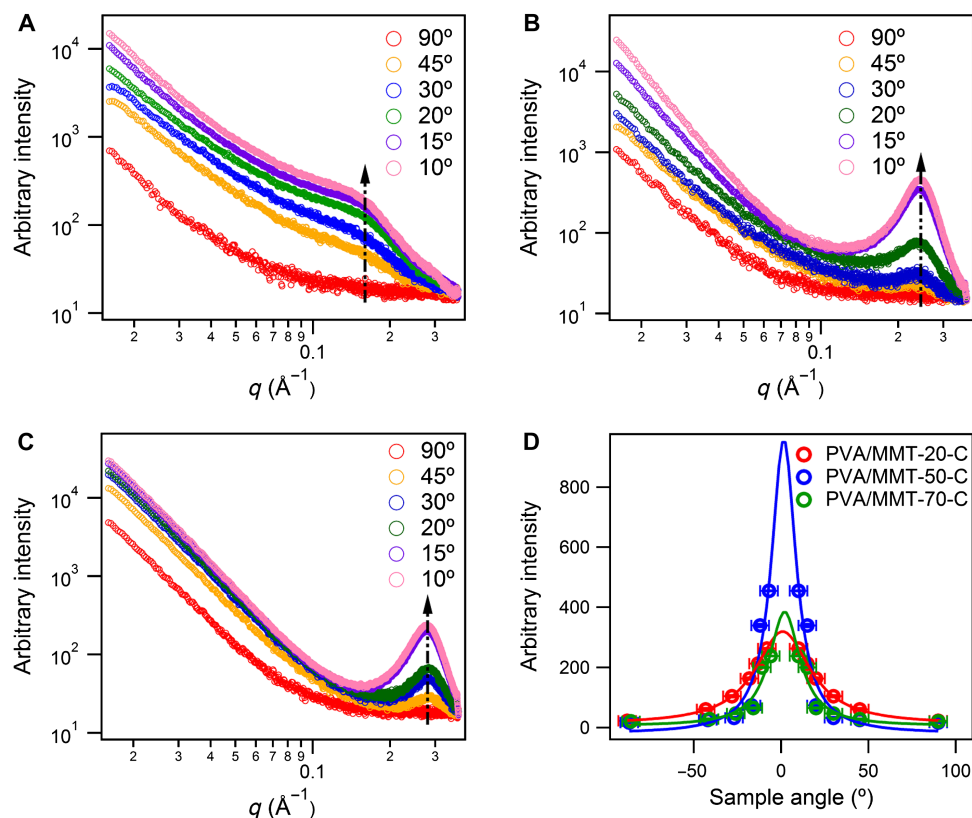 A
90º
45º
30º
20º
15º
10º
10⁴
10³
10²
10¹
Arbitrary intensity
2 3 4 5 6 7 8 9 0.1 2 3
q (Å⁻¹)
B
90º
45º
30º
20º
15º
10º
10⁴
10³
10²
10¹
Arbitrary intensity
2 3 4 5 6 7 8 9 0.1 2 3
q (Å⁻¹)
C
90º
45º
30º
20º
15º
10º
10⁴
10³
10²
10¹
Arbitrary intensity
2 3 4 5 6 7 8 9 0.1 2 3
q (Å⁻¹)
D
PVA/MMT-20-C
PVA/MMT-50-C
PVA/MMT-70-C
800
600
400
200
0
Arbitrary intensity
−50 0 50 100
Sample angle (º)